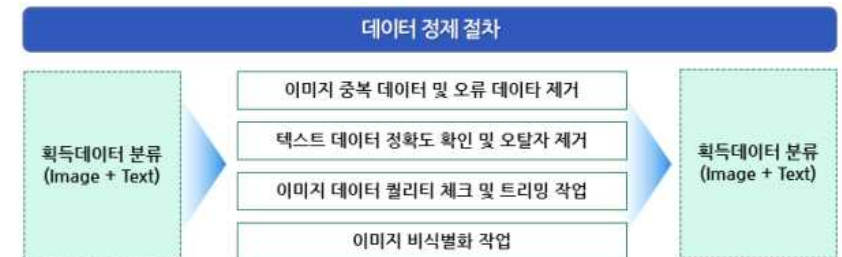 데이터 정제 절차
획득데이터 분류
(Image + Text)
이미지 중복 데이터 및 오류 데이타 제거
텍스트 데이터 정확도 확인 및 오탈자 제거
이미지 데이터 퀄리티 체크 및 트리밍 작업
이미지 비식별화 작업
획득데이터 분류
(Image + Text)